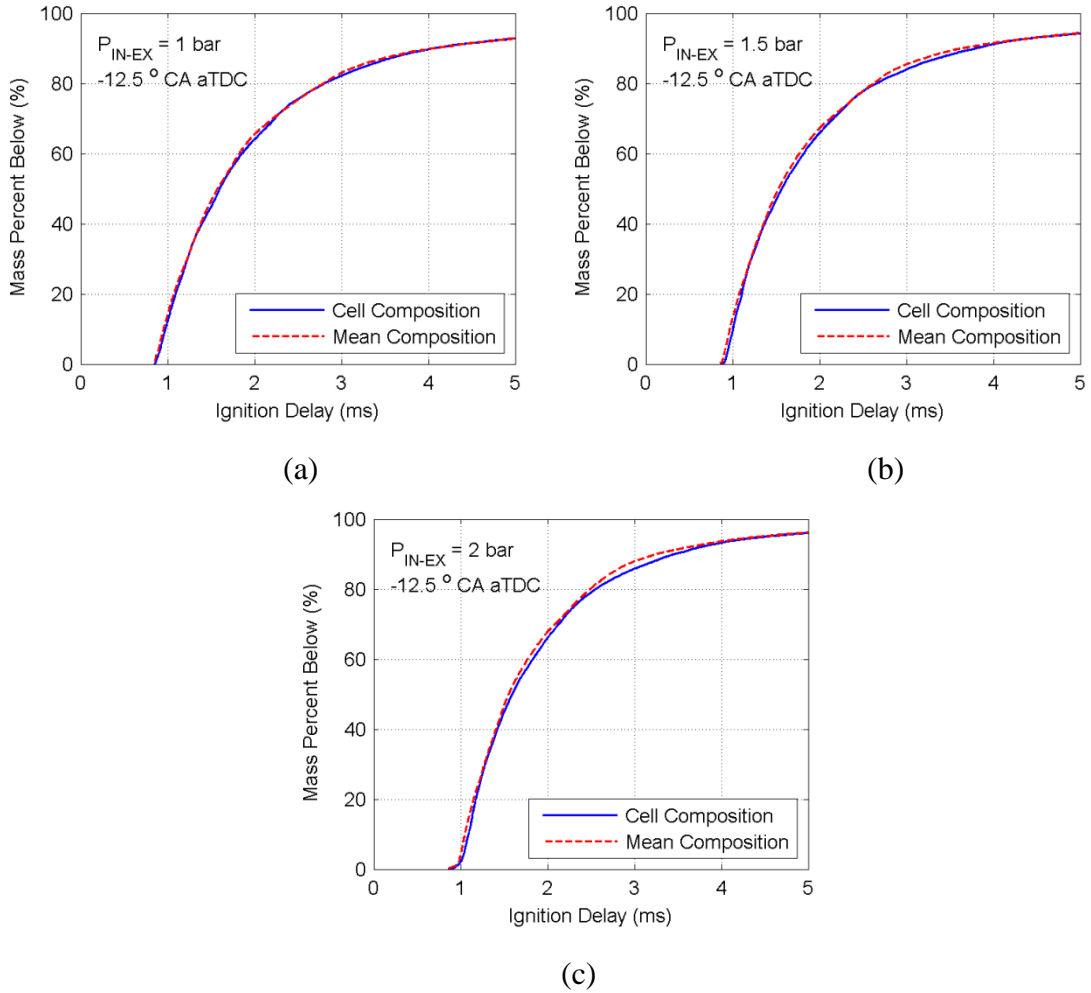 P_IN-EX = 1 bar
-12.5 ° CA aTDC
Mass Percent Below (%)
100
80
60
40
20
0
Cell Composition
Mean Composition
0 1 2 3 4 5
Ignition Delay (ms)
(a)
P_IN-EX = 1.5 bar
-12.5 ° CA aTDC
Mass Percent Below (%)
100
80
60
40
20
0
Cell Composition
Mean Composition
0 1 2 3 4 5
Ignition Delay (ms)
(b)
P_IN-EX = 2 bar
-12.5 ° CA aTDC
Mass Percent Below (%)
100
80
60
40
20
0
Cell Composition
Mean Composition
0 1 2 3 4 5
Ignition Delay (ms)
(c)